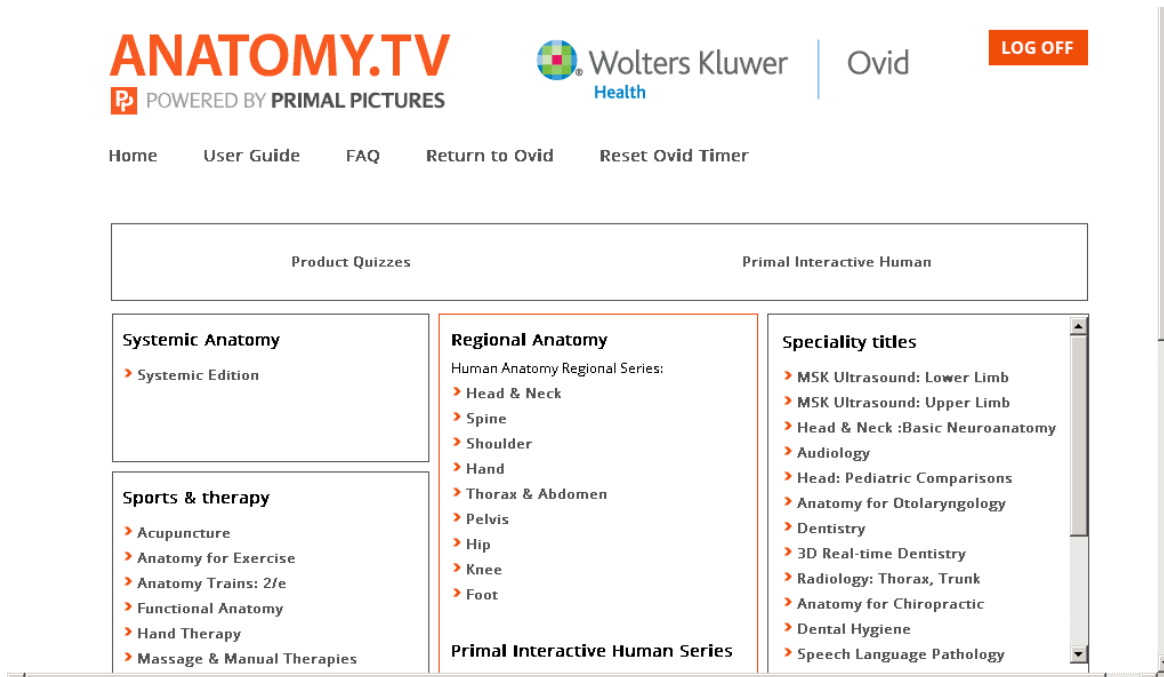 ANATOMY.TV
POWERED BY PRIMAL PICTURES
Wolters Kluwer
Health
Ovid
LOG OFF
Home
User Guide
FAQ
Return to Ovid
Reset Ovid Timer
Product Quizzes
Primal Interactive Human
Systemic Anatomy
Systemic Edition
Sports & therapy
Acupuncture
Anatomy for Exercise
Anatomy Trains: 2/e
Functional Anatomy
Hand Therapy
Massage & Manual Therapies
Regional Anatomy
Human Anatomy Regional Series:
Head & Neck
Spine
Shoulder
Hand
Thorax & Abdomen
Pelvis
Hip
Knee
Foot
Primal Interactive Human Series
Speciality titles
MSK Ultrasound: Lower Limb
MSK Ultrasound: Upper Limb
Head & Neck :Basic Neuroanatomy
Audiology
Head: Pediatric Comparisons
Anatomy for Otolaryngology
Dentistry
3D Real-time Dentistry
Radiology: Thorax, Trunk
Anatomy for Chiropractic
Dental Hygiene
Speech Language Pathology